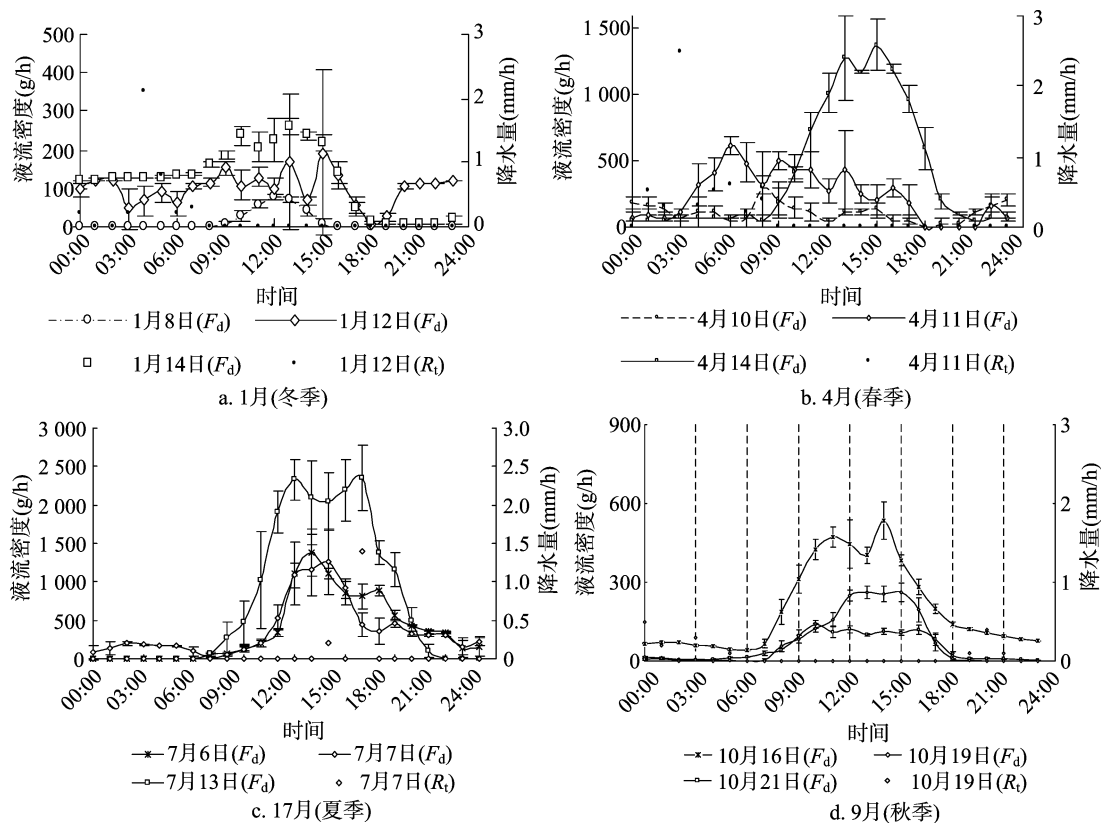 500
400
300
200
100
0
液流密度(g/h)
3
2
1
0
降水量(mm/h)
00:00 03:00 06:00 09:00 12:00 15:00 18:00 21:00 24:00
时间
1月8日(Fd) 1月12日(Fd)
1月14日(Fd) 1月12日(Rt)
a. 1月(冬季)
1 500
1 000
500
0
液流密度(g/h)
3
2
1
0
降水量(mm/h)
00:00 03:00 06:00 09:00 12:00 15:00 18:00 21:00 24:00
时间
4月10日(Fd) 4月11日(Fd)
4月14日(Fd) 4月11日(Rt)
b. 4月(春季)
3 000
2 500
2 000
1 500
1 000
500
0
液流密度(g/h)
3.0
2.5
2.0
1.5
1.0
0.5
0
降水量(mm/h)
00:00 03:00 06:00 09:00 12:00 15:00 18:00 21:00 24:00
时间
7月6日(Fd) 7月7日(Fd)
7月13日(Fd) 7月7日(Rt)
c. 17月(夏季)
900
600
300
0
液流密度(g/h)
3
2
1
0
降水量(mm/h)
00:00 03:00 06:00 09:00 12:00 15:00 18:00 21:00 24:00
时间
10月16日(Fd) 10月19日(Fd)
10月21日(Fd) 10月19日(Rt)
d. 9月(秋季)